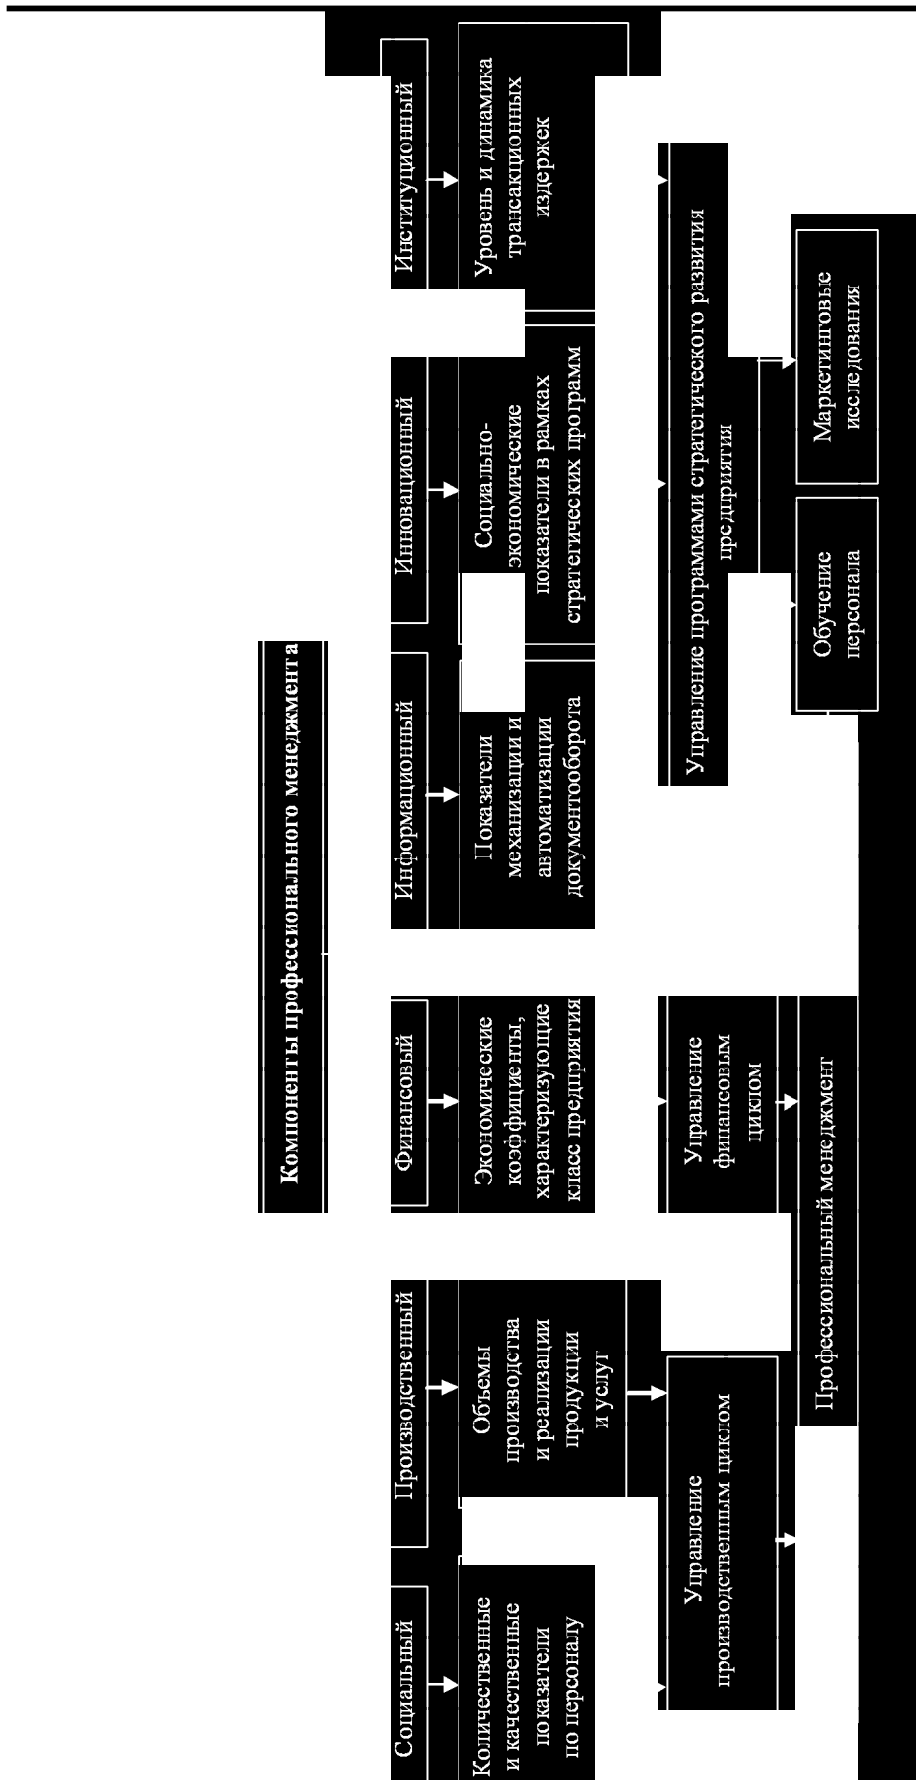 Компоненты профессионального менеджмента
Социальный
Производственный
Финансовый
Информационный
Инновационный
Институционный
Количественные
и качественные
показатели
по персоналу
Объемы
производства
и реализации
продукции
и услуг
Экономические
коэффициенты,
характеризующие
класс предприятия
Показатели
механизации и
автоматизации
документооборота
Социально-
экономические
показатели в рамках
стратегических программ
Уровень и динамика
трансакционных
издержек
Управление
производственным циклом
Управление
финансовым
циклом
Управление программами стратегического развития
предприятия
Профессиональный менеджмент
Обучение
персонала
Маркетинговые
исследования